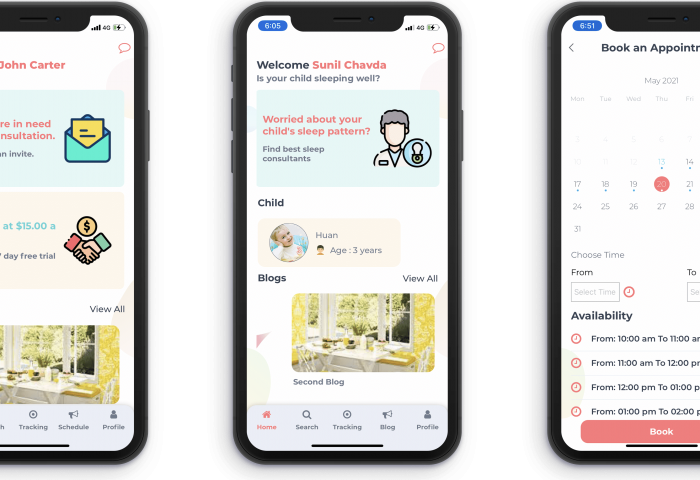 4G
John Carter
re in need
nsultation.
an invite.
at $15.00 a
7 day free trial
View All
h Tracking Schedule Profile
6:05 4G
Welcome Sunil Chavda
Is your child sleeping well?
Worried about your
child's sleep pattern?
Find best sleep
consultants
Child
Huan
Age : 3 years
Blogs View All
Second Blog
Home Search Tracking Blog Profile
6:51
Book an Appointm
May 2021
Mon Tue Wed Thu Fri
3 4 5 6 7
10 11 12 13 14
17 18 19 20 21
24 25 26 27 28
31
Choose Time
From To
Select Time Se
Availability
From: 10:00 am To 11:00 am
From: 11:00 am To 12:00 pm
From: 12:00 pm To 01:00 p
From: 01:00 pm To 02:00 p
Book